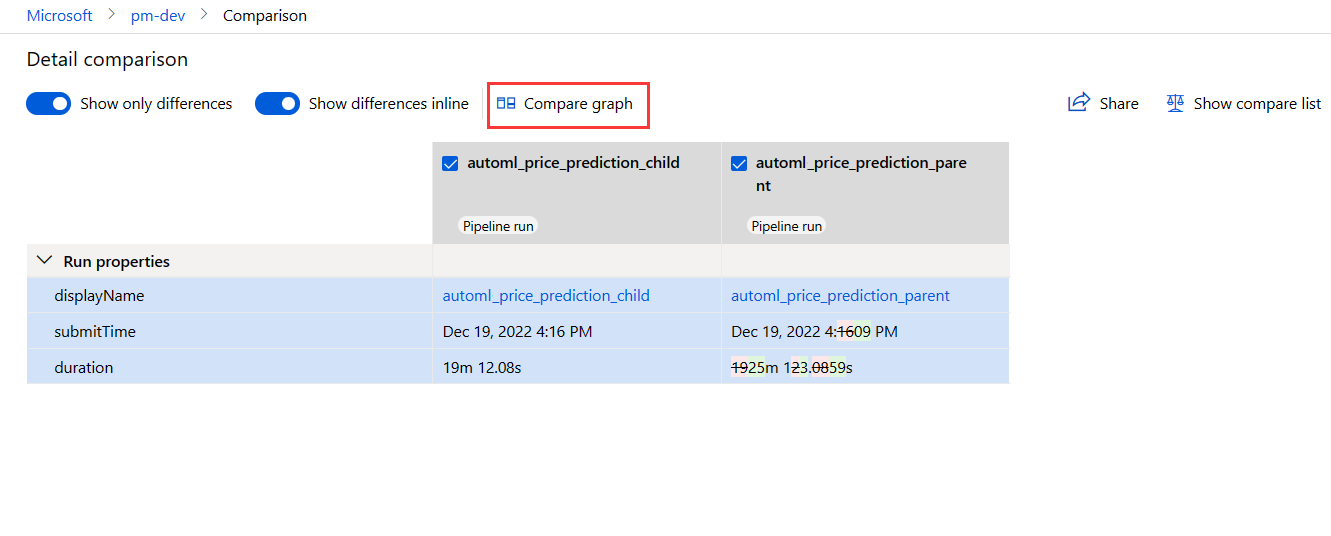 Microsoft > pm-dev > Comparison
Detail comparison
Show only differences Show differences inline Compare graph Share Show compare list
automl_price_prediction_child automl_price_prediction_pare
nt
Pipeline run Pipeline run
Run properties
displayName automl_price_prediction_child automl_price_prediction_parent
submitTime Dec 19, 2022 4:16 PM Dec 19, 2022 4:1609 PM
duration 19m 12.08s 1925m 123.0859s